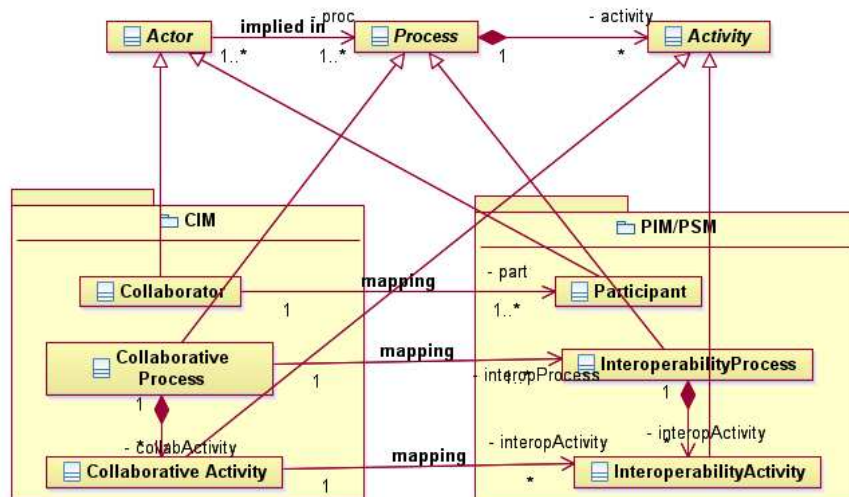 - proc
- activity
Actor
implied in
Process
Activity
1..*
1..*
1
*
CIM
PIM/PSM
- part
mapping
Collaborator
Participant
1
1..*
Collaborative
Process
mapping
InteroperabilityProcess
1
1..*
- interopProcess
1
1
*
- collabActivity
- interopActivity
*
- interopActivity
mapping
Collaborative Activity
InteroperabilityActivity
1
*